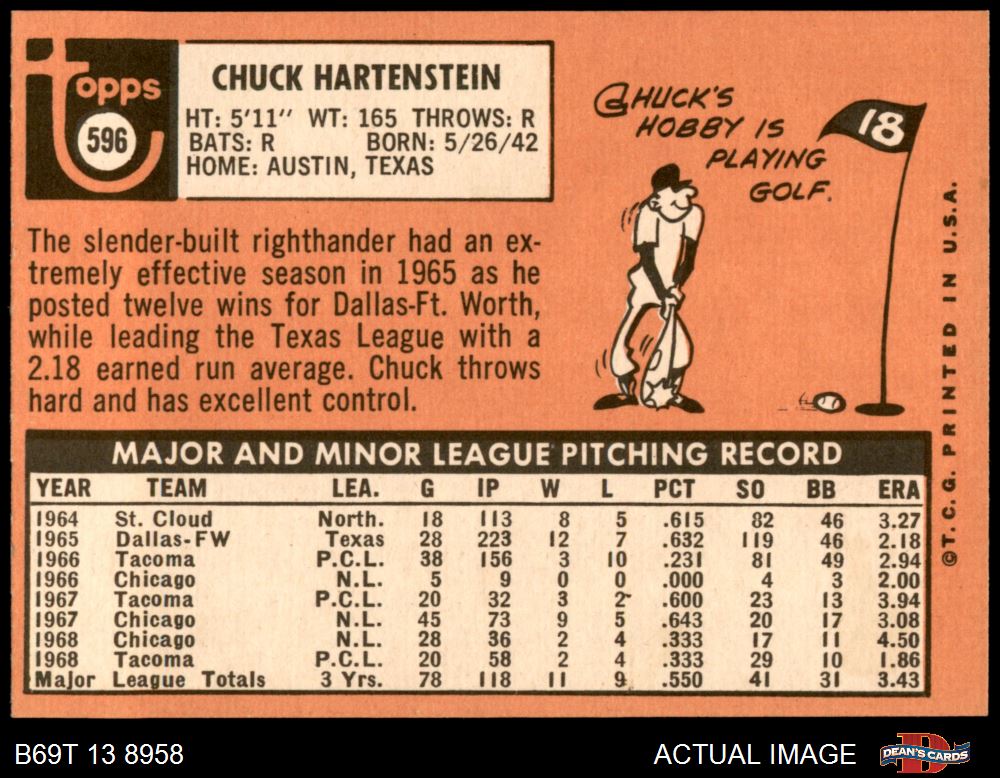 Topps
596
CHUCK HARTENSTEIN
HT: 5'11" WT: 165 THROWS: R
BATS: R BORN: 5/26/42
HOME: AUSTIN, TEXAS
The slender-built righthander had an ex-
tremely effective season in 1965 as he
posted twelve wins for Dallas-Ft. Worth,
while leading the Texas League with a
2.18 earned run average. Chuck throws
hard and has excellent control.
CHUCK'S
HOBBY IS
PLAYING
GOLF.
18
MAJOR AND MINOR LEAGUE PITCHING RECORD
YEAR TEAM LEA. G IP W L PCT SO BB ERA
1964 St. Cloud North. 18 113 8 5 .615 82 46 3.27
1965 Dallas-FW Texas 28 223 12 7 .632 119 46 2.18
1966 Tacoma P.C.L. 38 156 3 10 .231 81 49 2.94
1966 Chicago N.L. 5 9 0 0 .000 4 3 2.00
1967 Tacoma P.C.L. 20 32 3 2 .600 23 13 3.94
1967 Chicago N.L. 45 73 9 5 .643 20 17 3.08
1968 Chicago N.L. 28 36 2 4 .333 17 11 4.50
1968 Tacoma P.C.L. 20 58 2 4 .333 29 10 1.86
Major League Totals 3 Yrs. 78 118 11 9 .550 41 31 3.43
©T.C.G. PRINTED IN U.S.A.
B69T 13 8958
ACTUAL IMAGE
DEAN'S CARDS